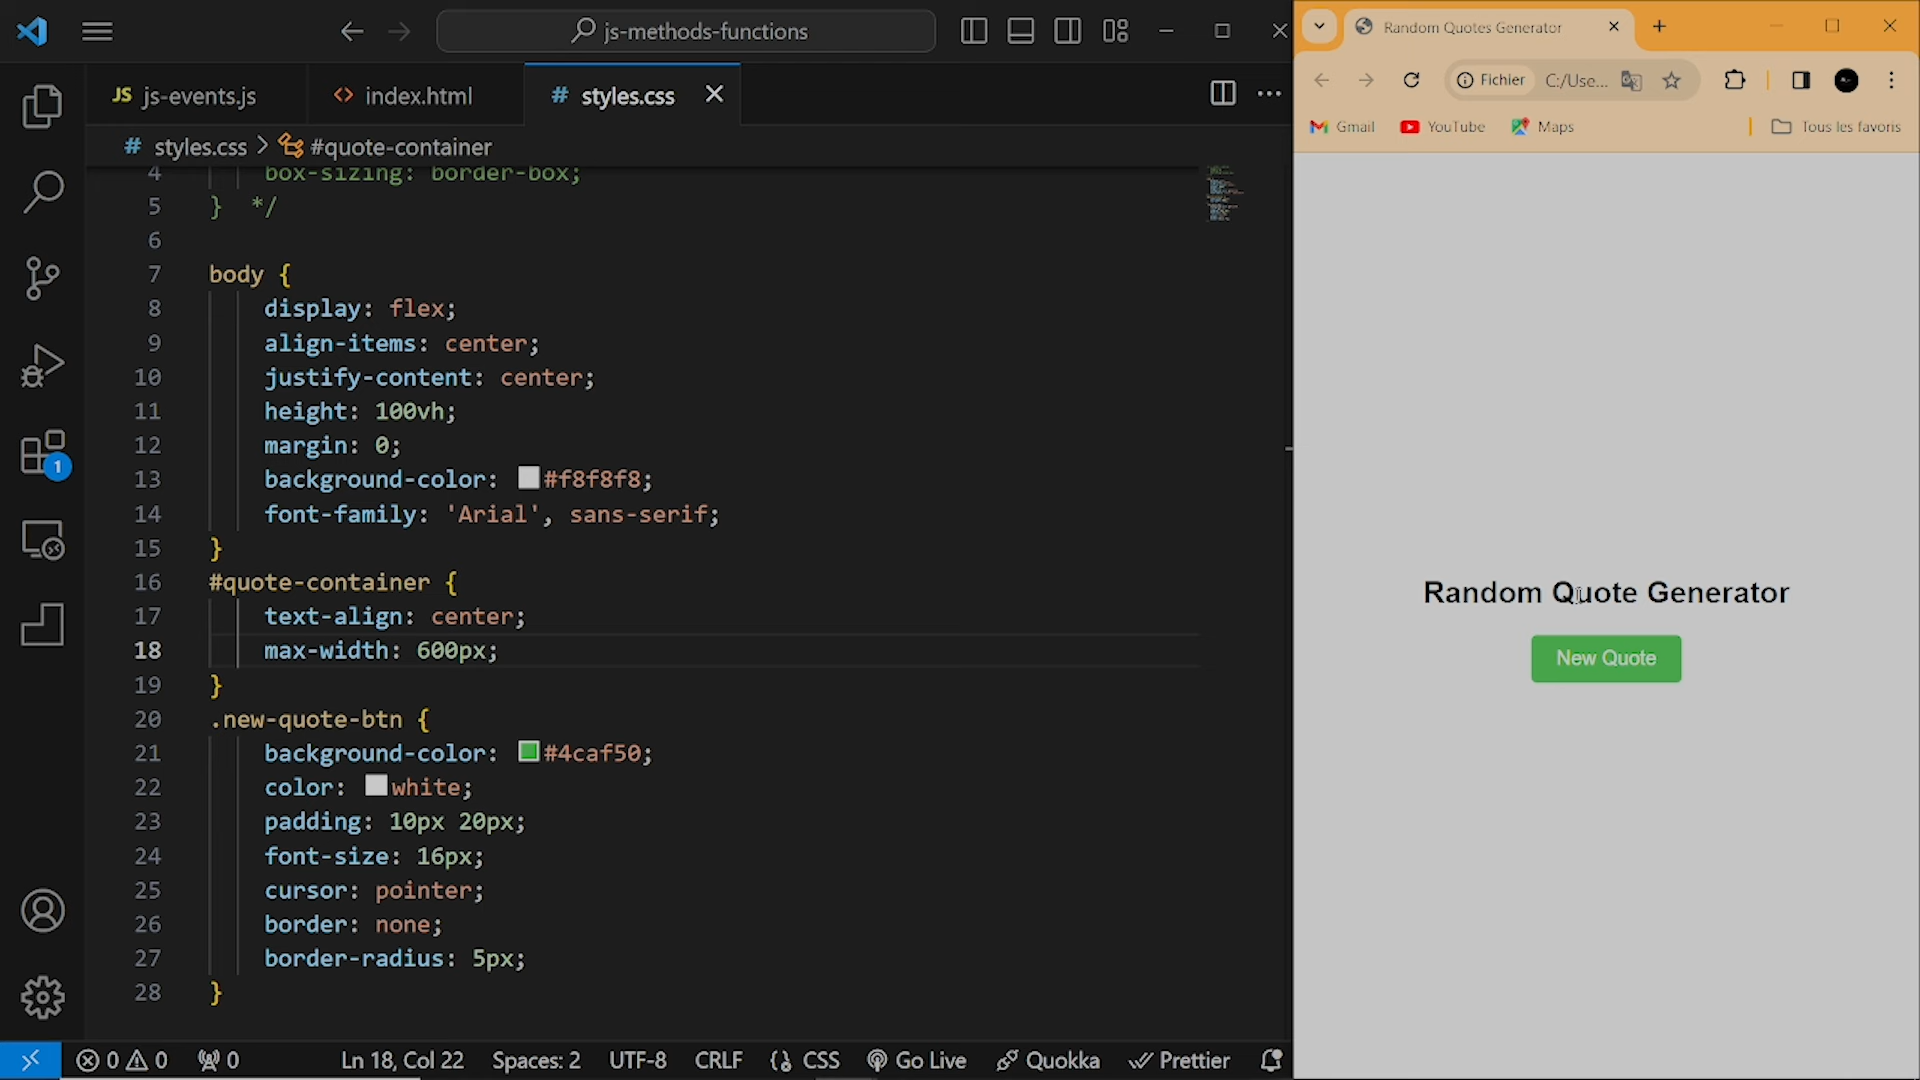 js-methods-functions
JS js-events.js
<> index.html
# styles.css
# styles.css > #quote-container
4 box-sizing: border-box;
5 } */
6
7 body {
8 display: flex;
9 align-items: center;
10 justify-content: center;
11 height: 100vh;
12 margin: 0;
13 background-color: #f8f8f8;
14 font-family: 'Arial', sans-serif;
15 }
16 #quote-container {
17 text-align: center;
18 max-width: 600px;
19 }
20 .new-quote-btn {
21 background-color: #4caf50;
22 color: white;
23 padding: 10px 20px;
24 font-size: 16px;
25 cursor: pointer;
26 border: none;
27 border-radius: 5px;
28 }
1
0 0 0 Ln 18, Col 22 Spaces: 2 UTF-8 CRLF CSS Go Live Quokka Prettier
Random Quotes Generator
Fichier C:/Use...
Gmail YouTube Maps Tous les favoris
Random Quote Generator
New Quote